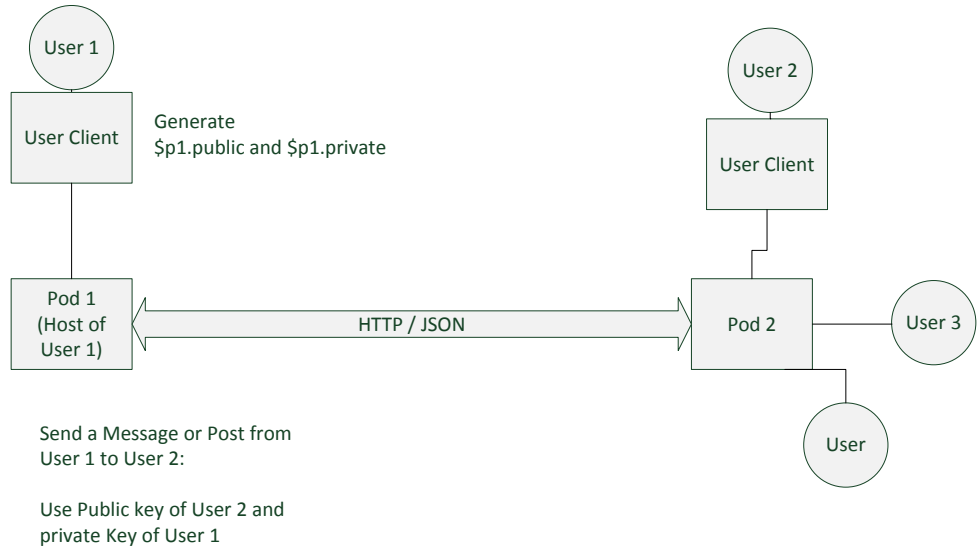 User 1
User Client
Generate
$p1.public and $p1.private
User 2
User Client
Pod 1
(Host of
User 1)
HTTP / JSON
Pod 2
User 3
User
Send a Message or Post from
User 1 to User 2:
Use Public key of User 2 and
private Key of User 1